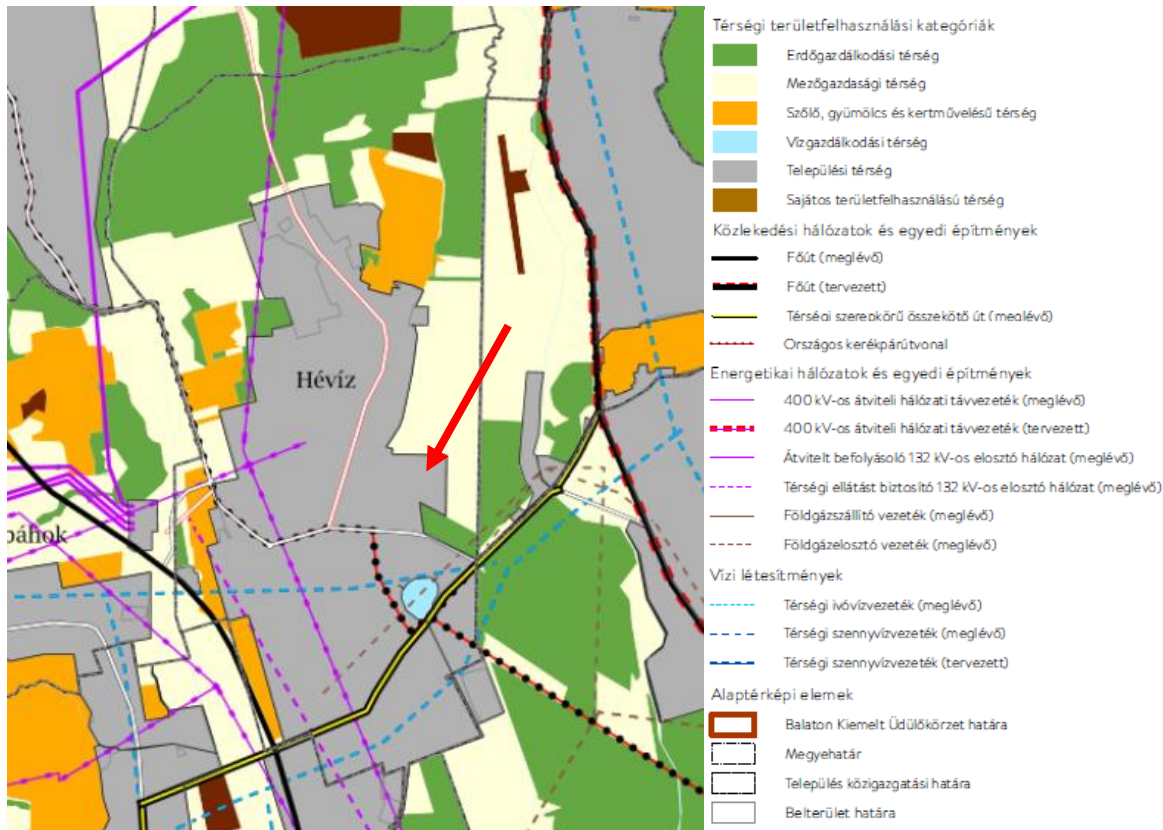 Hévíz
páhok
Térségi területfelhasználási kategóriák
Erdőgazdálkodási térség
Mezőgazdasági térség
Szőlő, gyümölcs és kertművelésű térség
Vízgazdálkodási térség
Települési térség
Sajátos területfelhasználású térség
Közlekedési hálózatok és egyedi építmények
Főút (meglévő)
Főút (tervezett)
Térségi szerepkörű összekötő út (meglévő)
Országos kerékpárútvonal
Energetikai hálózatok és egyedi építmények
400 kV-os átviteli hálózati távvezeték (meglévő)
400 kV-os átviteli hálózati távvezeték (tervezett)
Átvitelt befolyásoló 132 kV-os elosztó hálózat (meglévő)
Térségi ellátást biztosító 132 kV-os elosztó hálózat (meglévő)
Földgázszállító vezeték (meglévő)
Földgázelosztó vezeték (meglévő)
Vízi létesítmények
Térségi ivóvízvezeték (meglévő)
Térségi szennyvízvezeték (meglévő)
Térségi szennyvízvezeték (tervezett)
Alaptérképi elemek
Balaton Kiemelt Üdülőkörzet határa
Megyehatár
Település közigazgatási határa
Belterület határa